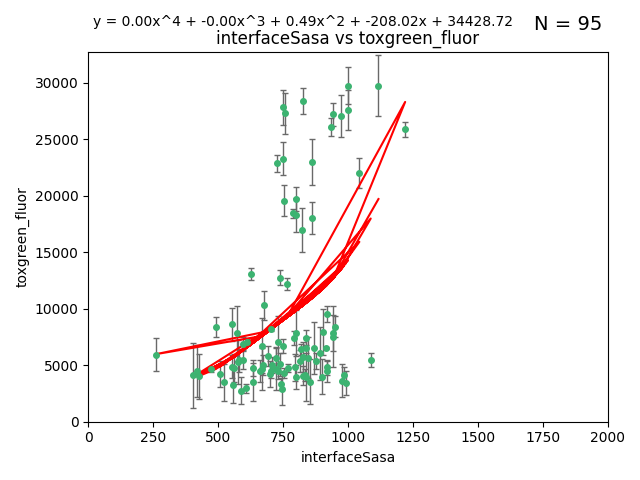 y = 0.00x^4 + -0.00x^3 + 0.49x^2 + -208.02x + 34428.72
N = 95
interfaceSasa vs toxgreen_fluor
30000
25000
20000
15000
10000
5000
0
toxgreen_fluor
0 250 500 750 1000 1250 1500 1750 2000
interfaceSasa